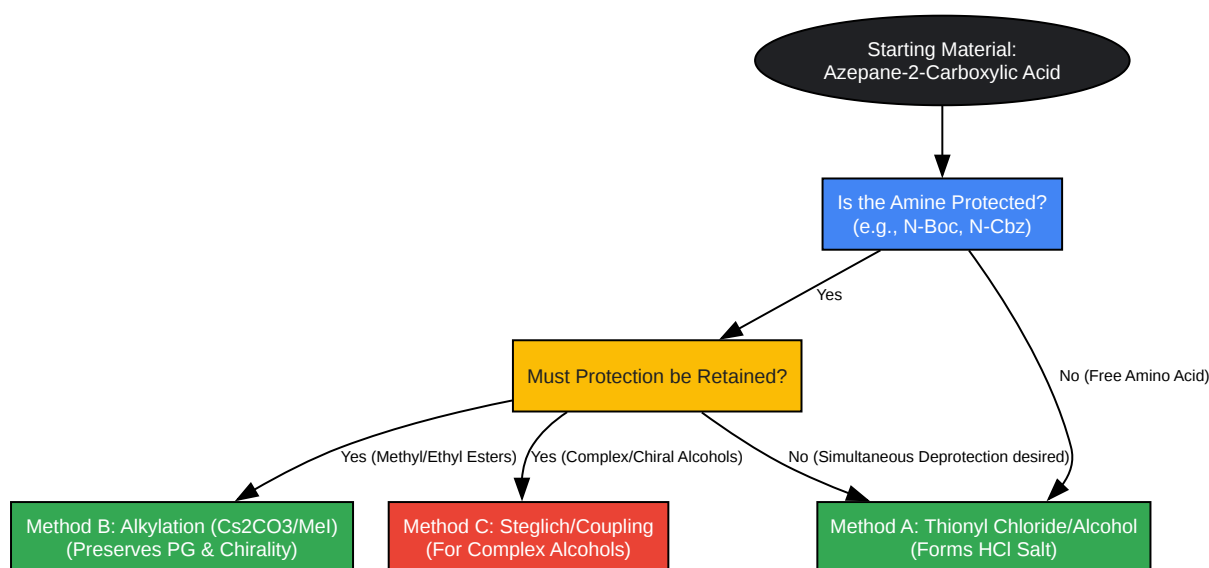 Starting Material:
Azepane-2-Carboxylic Acid
Is the Amine Protected?
(e.g., N-Boc, N-Cbz)
Yes
No (Free Amino Acid)
Must Protection be Retained?
Yes (Methyl/Ethyl Esters)
Yes (Complex/Chiral Alcohols)
No (Simultaneous Deprotection desired)
Method B: Alkylation (Cs2CO3/MeI)
(Preserves PG & Chirality)
Method C: Steglich/Coupling
(For Complex Alcohols)
Method A: Thionyl Chloride/Alcohol
(Forms HCl Salt)